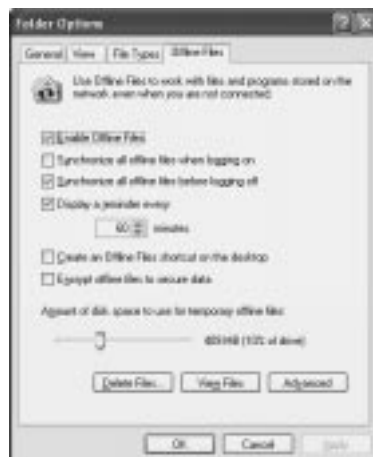 Folder Options
General View File Types Offline Files
Use Offline Files to work with files and programs stored on the
network even when you are not connected.
Enable Offline Files
Synchronize all offline files when logging on
Synchronize all offline files before logging off
Display a reminder every:
60 minutes
Create an Offline Files shortcut on the desktop
Encrypt offline files to secure data
Amount of disk space to use for temporary offline files:
(10% of drive)
Delete Files... View Files Advanced
OK Cancel Apply